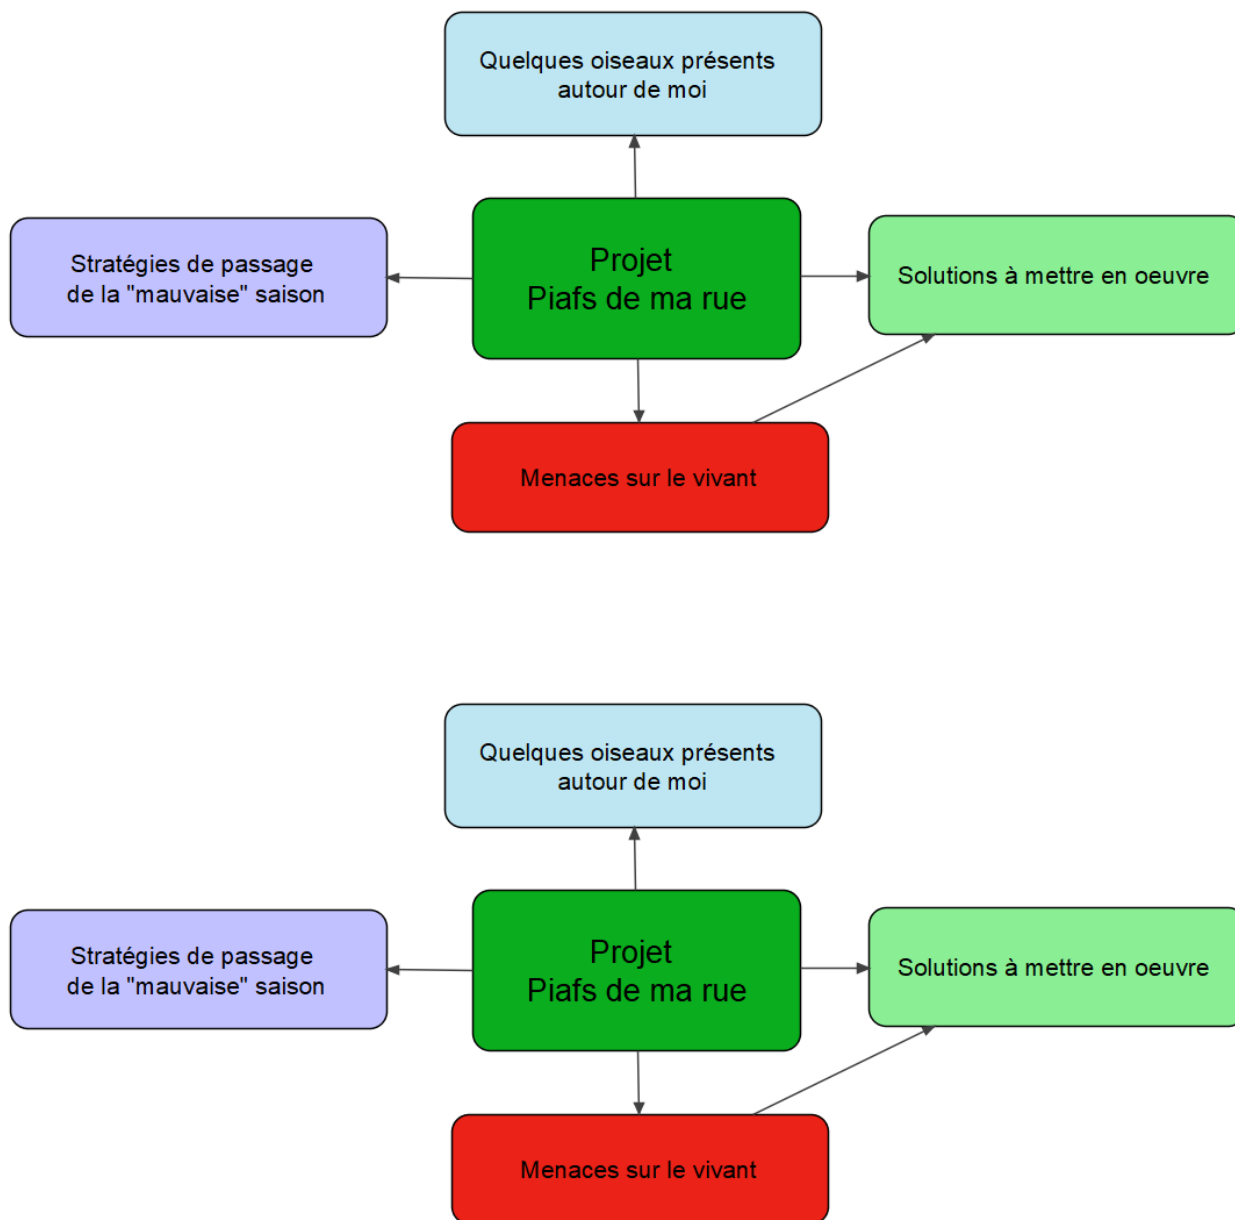 Quelques oiseaux présents
autour de moi
Stratégies de passage
de la "mauvaise" saison
Projet
Piafs de ma rue
Solutions à mettre en oeuvre
Menaces sur le vivant
Quelques oiseaux présents
autour de moi
Stratégies de passage
de la "mauvaise" saison
Projet
Piafs de ma rue
Solutions à mettre en oeuvre
Menaces sur le vivant